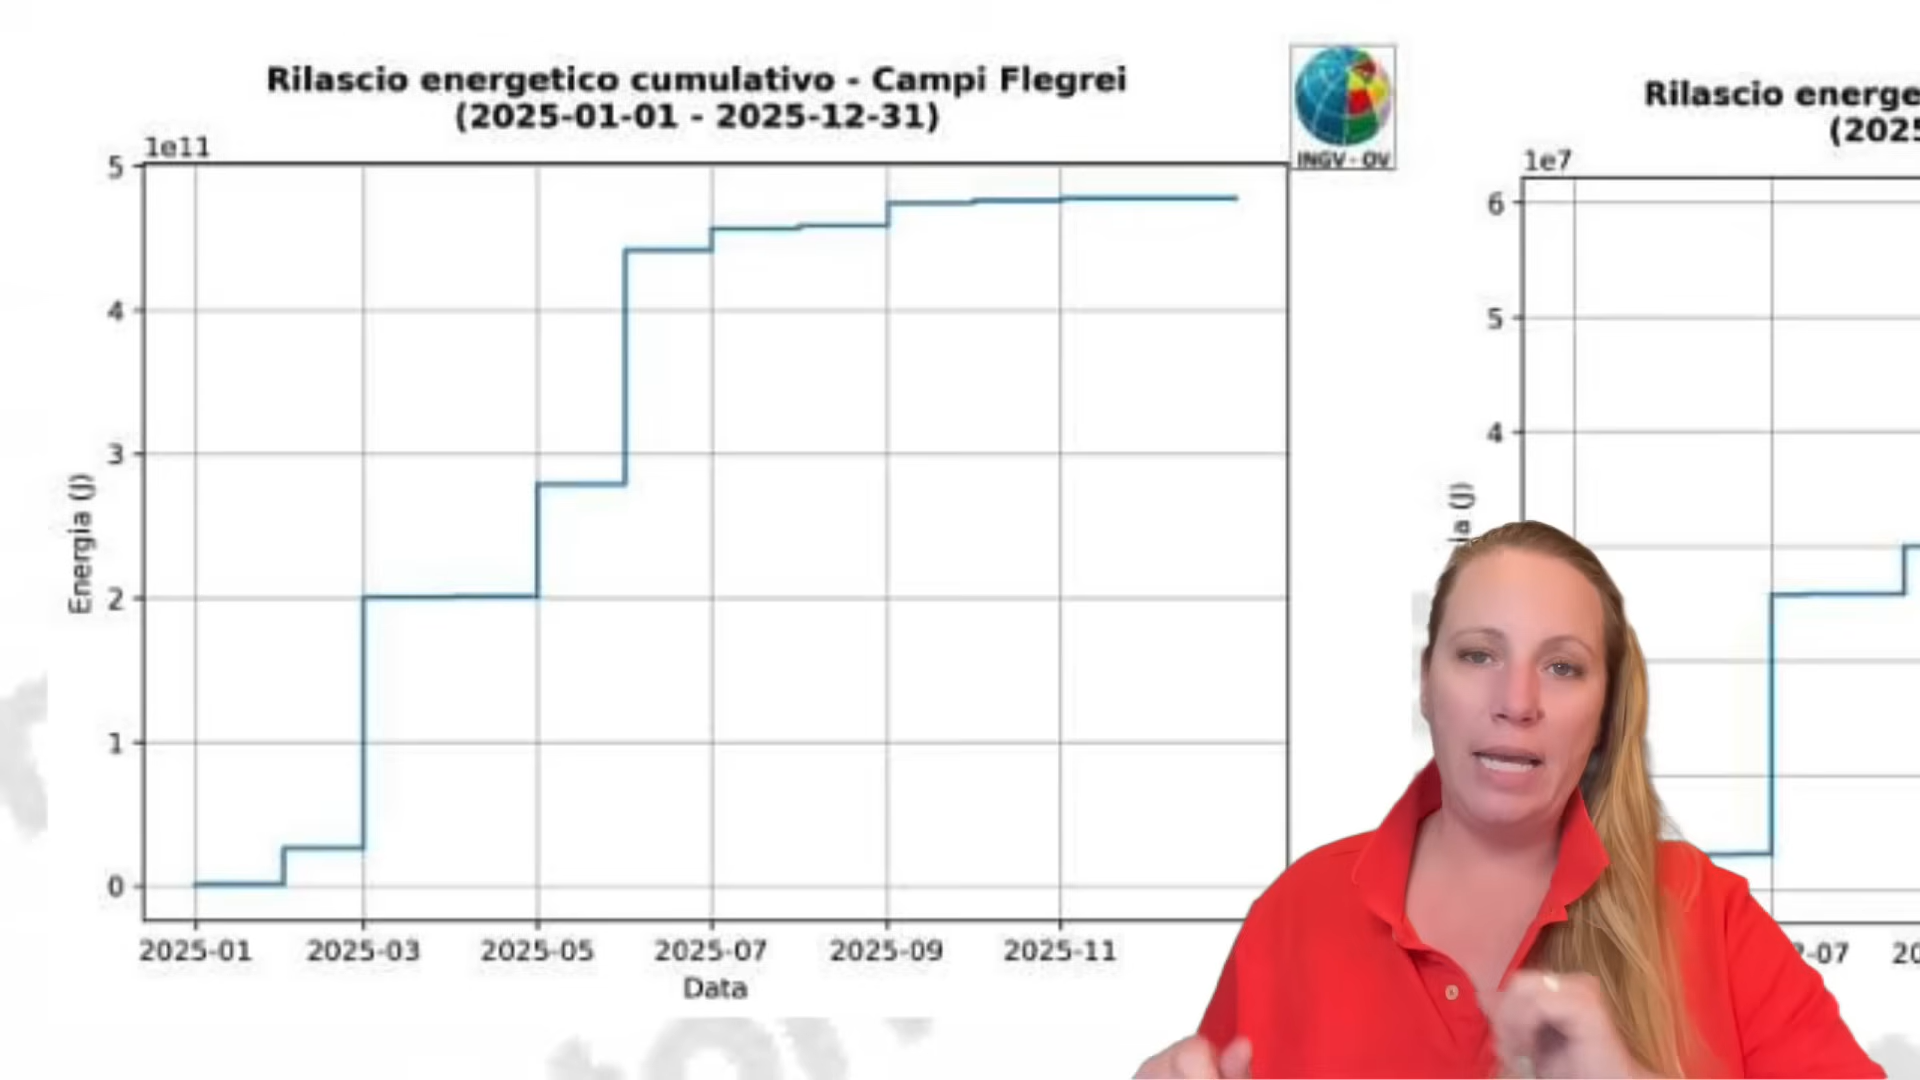 Rilascio energetico cumulativo - Campi Flegrei
(2025-01-01 - 2025-12-31)
1e11
5
4
3
2
1
0
Energia (J)
2025-01
2025-03
2025-05
2025-07
2025-09
2025-11
Data
INGV - OV
Rilascio energe
(2025
1e7
6
5
4
ia (J)
-07
20